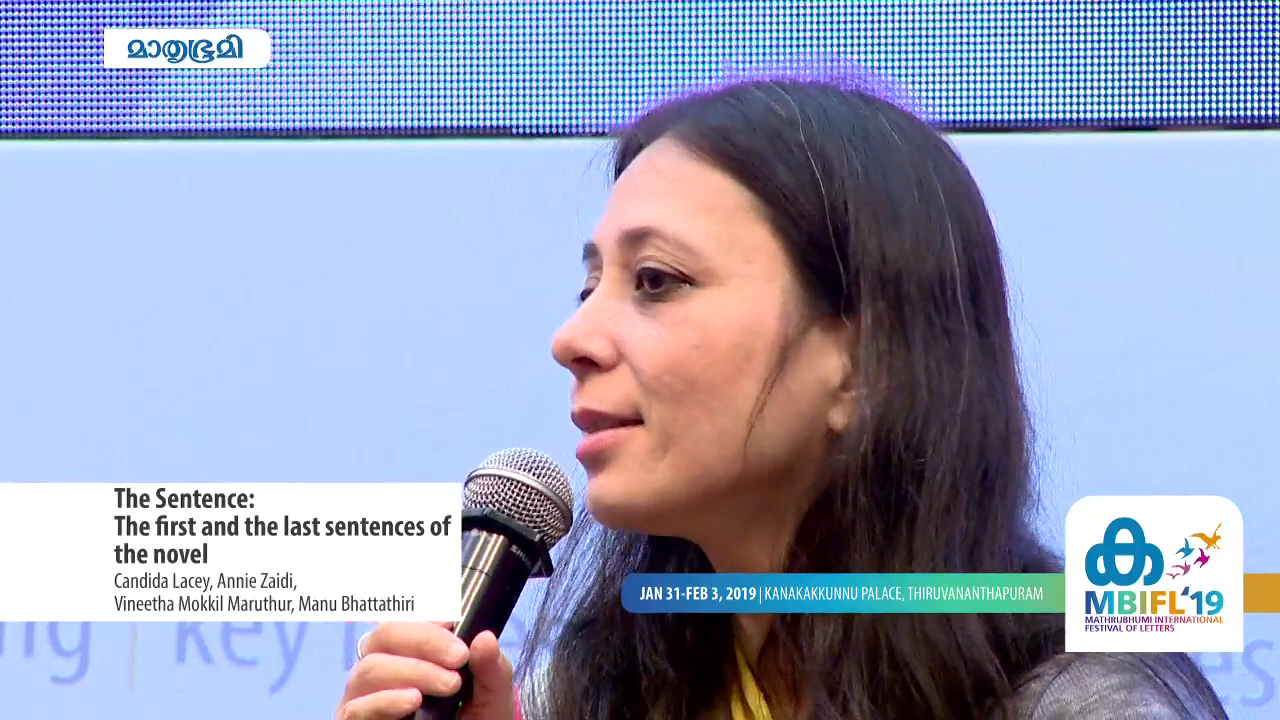 മാതൃഭൂമി
The Sentence:
The first and the last sentences of
the novel
Candida Lacey, Annie Zaidi,
Vineetha Mokkil Maruthur, Manu Bhattathiri
JAN 31-FEB 3, 2019 | KANAKAKKUNNU PALACE, THIRUVANANTHAPURAM
ക
MBIFL'19
MATHRUBHUMI INTERNATIONAL
FESTIVAL OF LETTERS
key